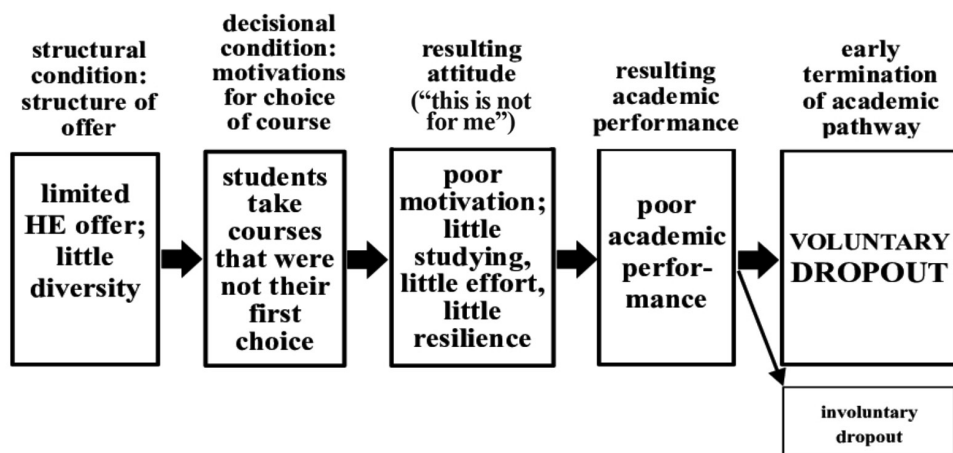 structural
condition:
structure of
offer
decisional
condition:
motivations
for choice
of course
resulting
attitude
(“this is not
for me”)
resulting
academic
performance
early
termination
of academic
pathway
limited
HE offer;
little
diversity
students
take
courses
that were
not their
first
choice
poor
motivation;
little
studying,
little effort,
little
resilience
poor
academic
perfor-
mance
VOLUNTARY
DROPOUT
involuntary
dropout